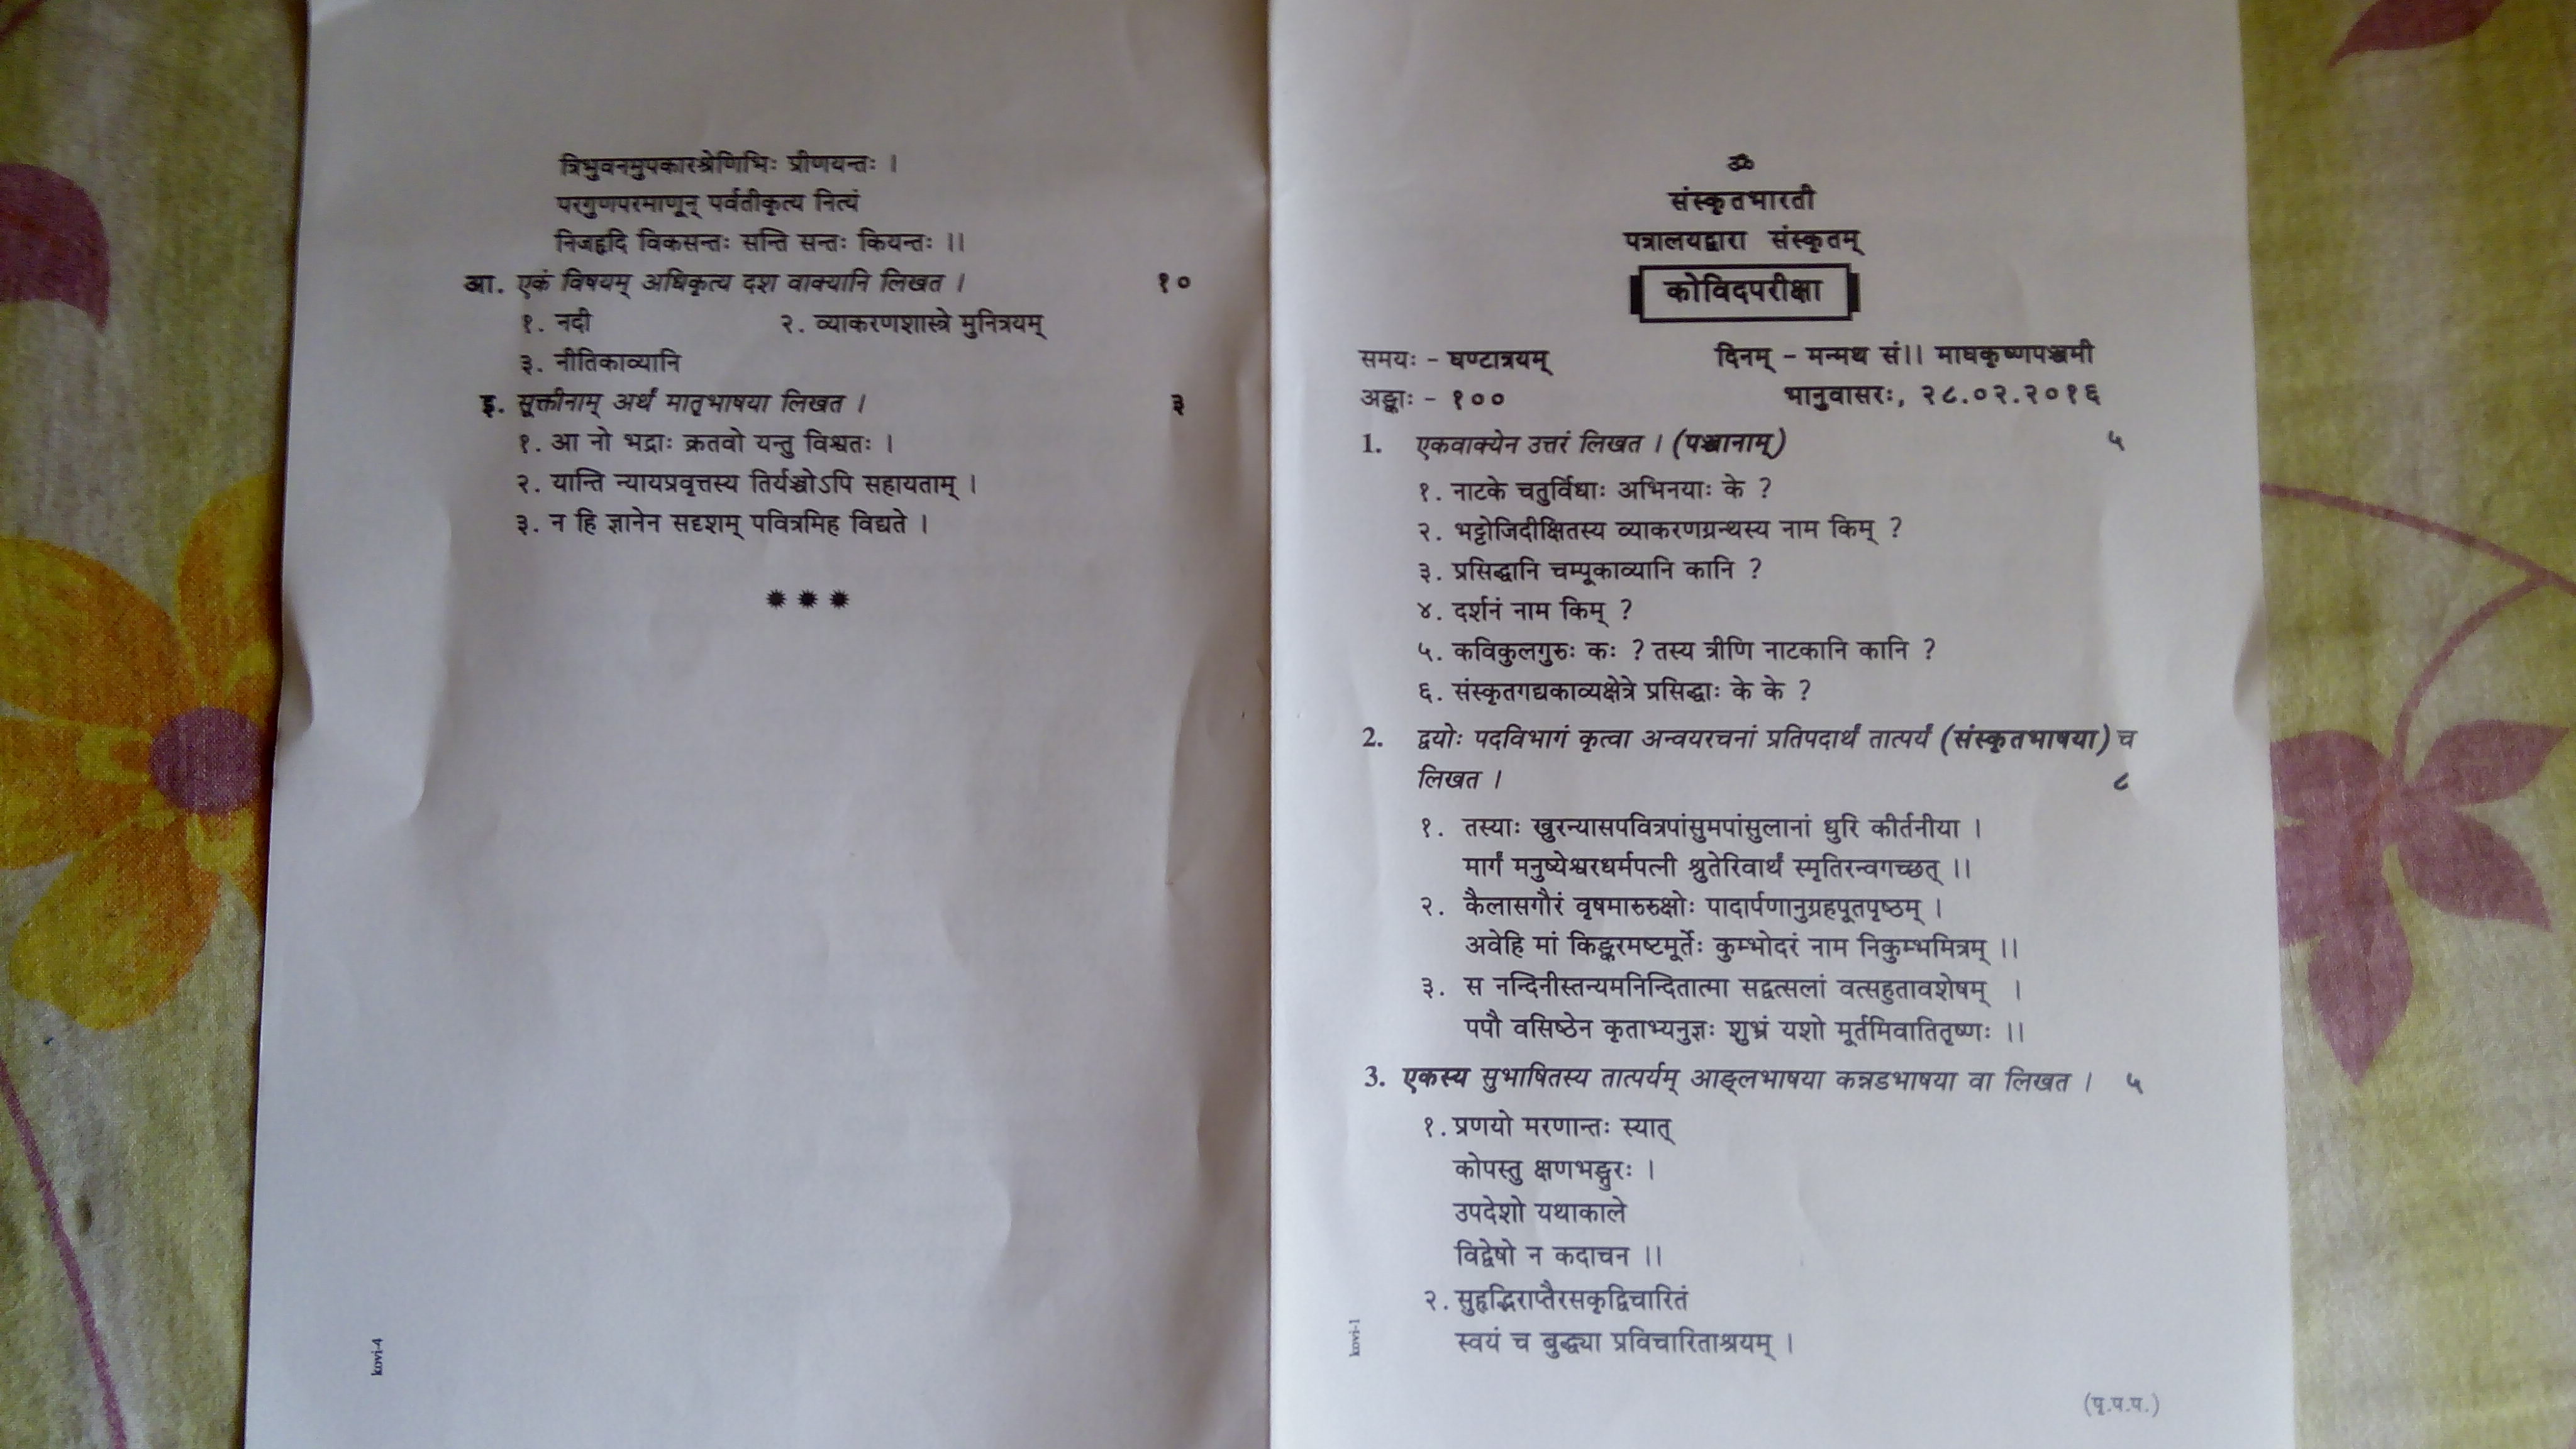 त्रिभुवनमुपकारश्रेणिभिः प्रीणयन्तः ।
परगुणपरमाणून् पर्वतीकृत्य नित्यं
निजहृदि विकसन्तः सन्ति सन्तः कियन्तः ।।
आ. एकं विषयम् अधिकृत्य दश वाक्यानि लिखत । १०
१. नदी २. व्याकरणशास्त्रे मुनित्रयम्
३. नीतिकाव्यानि
इ. सूक्तीनाम् अर्थं मातृभाषया लिखत । ३
१. आ नो भद्राः क्रतवो यन्तु विश्वतः ।
२. यान्ति न्यायप्रवृत्तस्य तिर्यञ्चोऽपि सहायताम् ।
३. न हि ज्ञानेन सदृशम् पवित्रमिह विद्यते ।
kovi-4
ॐ
संस्कृतभारती
पत्रालयद्वारा संस्कृतम्
कोविदपरीक्षा
समयः - घण्टात्रयम् दिनम् - मन्मथ सं।। माघकृष्णपञ्चमी
अङ्काः - १०० भानुवासरः, २८.०२.२०१६
1. एकवाक्येन उत्तरं लिखत । (पञ्चानाम्) ५
१. नाटके चतुर्विधाः अभिनयाः के ?
२. भट्टोजिदीक्षितस्य व्याकरणग्रन्थस्य नाम किम् ?
३. प्रसिद्धानि चम्पूकाव्यानि कानि ?
४. दर्शनं नाम किम् ?
५. कविकुलगुरुः कः ? तस्य त्रीणि नाटकानि कानि ?
६. संस्कृतगद्यकाव्यक्षेत्रे प्रसिद्धाः के के ?
2. द्वयोः पदविभागं कृत्वा अन्वयरचनां प्रतिपदार्थं तात्पर्यं (संस्कृतभाषया) च
लिखत । ८
१. तस्याः खुरन्यासपवित्रपांसुमपांसुलानां धुरि कीर्तनीया ।
मार्गं मनुष्येश्वरधर्मपत्नी श्रुतेरिवार्थं स्मृतिरन्वगच्छत् ।।
२. कैलासगौरं वृषमारुरुक्षोः पादार्पणानुग्रहपूतपृष्ठम् ।
अवेहि मां किङ्करमष्टमूर्तेः कुम्भोदरं नाम निकुम्भमित्रम् ।।
३. स नन्दिनीस्तन्यमनिन्दितात्मा सद्वत्सलां वत्सहुतावशेषम् ।
पपौ वसिष्ठेन कृताभ्यनुज्ञः शुभ्रं यशो मूर्तमिवातितृष्णः ।।
3. एकस्य सुभाषितस्य तात्पर्यम् आङ्लभाषया कन्नडभाषया वा लिखत । ५
१. प्रणयो मरणान्तः स्यात्
कोपस्तु क्षणभङ्गुरः ।
उपदेशो यथाकाले
विद्वेषो न कदाचन ।।
२. सुहृद्भिराप्तैरसकृद्विचारितं
स्वयं च बुद्ध्या प्रविचारिताश्रयम् ।
kovi-1
(पृ.प.प.)